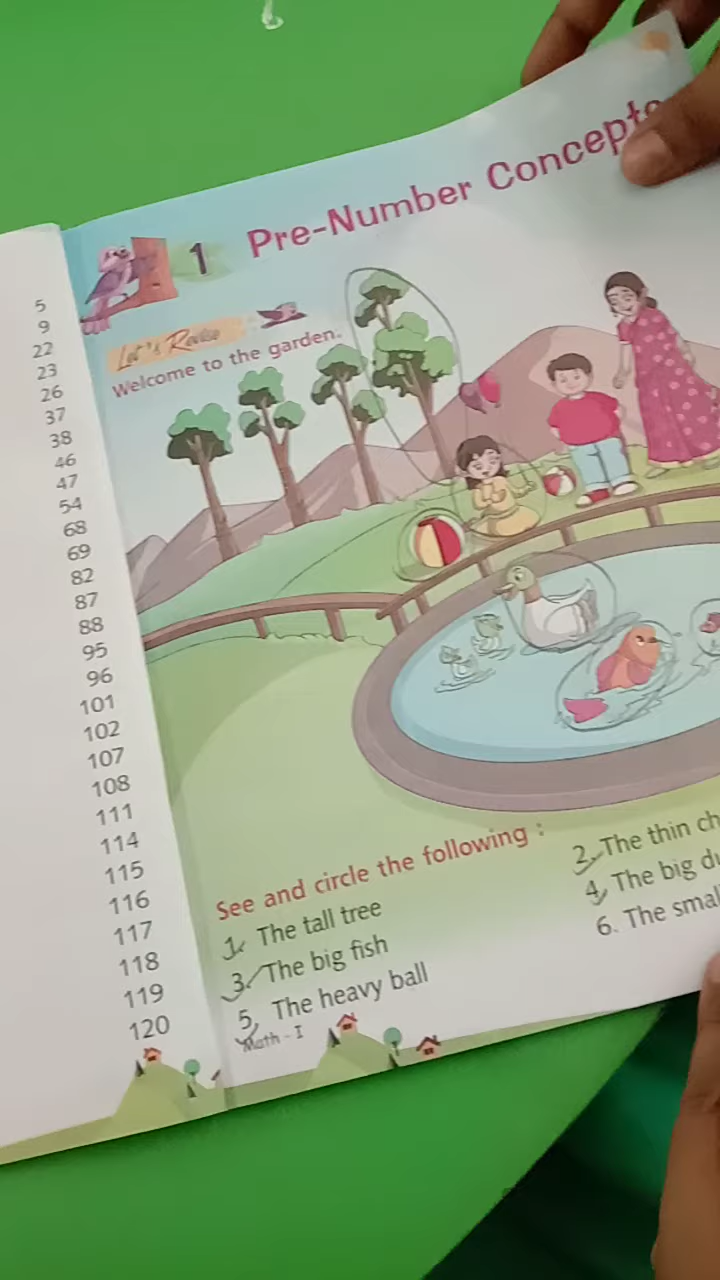 5
9
22
23
26
37
38
46
47
54
68
69
82
87
88
95
96
101
102
107
108
111
114
115
116
117
118
119
120
1 Pre-Number Concepts
Let's Revise
Welcome to the garden.
See and circle the following :
1. The tall tree
2. The thin
3. The big fish
4. The big
5. The heavy ball
6. The
Math - I